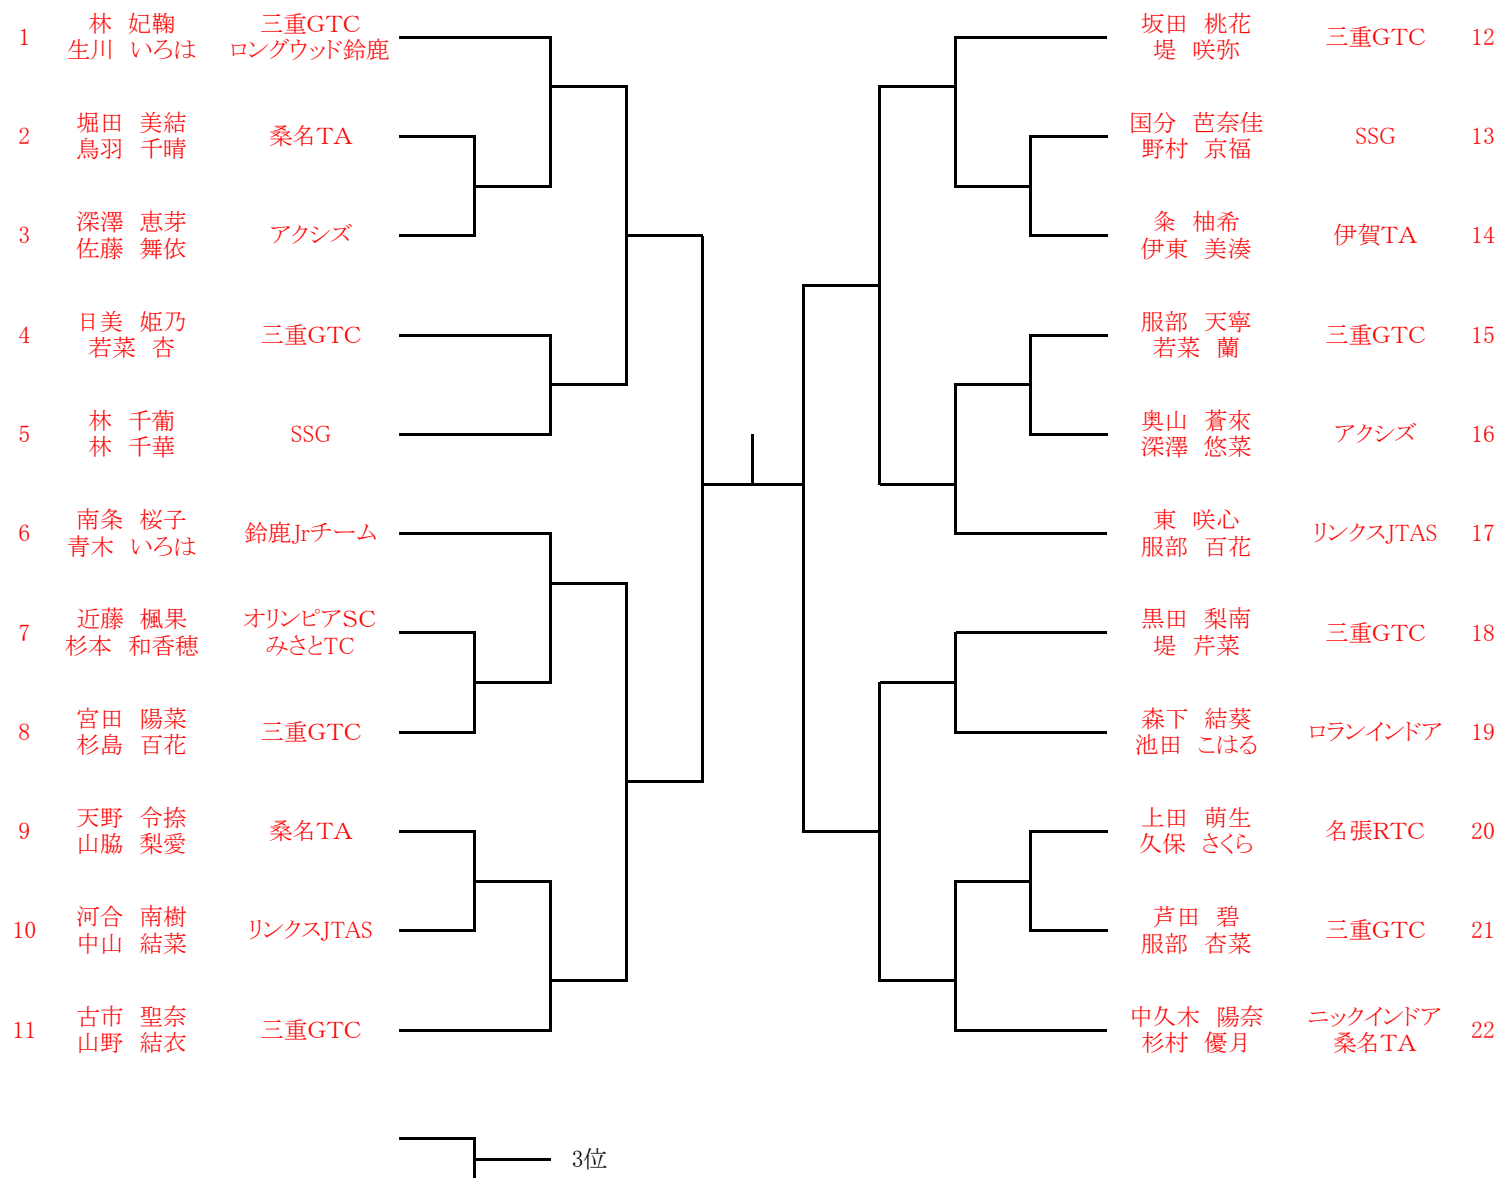 1 林 妃鞠 三重GTC
生川 いろは ロングウッド鈴鹿
2 堀田 美結 桑名TA
鳥羽 千晴
3 深澤 恵芽 アクシズ
佐藤 舞依
4 日美 姫乃 三重GTC
若菜 杏
5 林 千葡 SSG
林 千華
6 南条 桜子 鈴鹿Jrチーム
青木 いろは
7 近藤 楓果 オリンピアSC
杉本 和香穂 みさとTC
8 宮田 陽菜 三重GTC
杉島 百花
9 天野 令捺 桑名TA
山脇 梨愛
10 河合 南樹 リンクスJTAS
中山 結菜
11 古市 聖奈 三重GTC
山野 結衣
坂田 桃花 三重GTC 12
堤 咲弥
国分 芭奈佳 SSG 13
野村 京福
粂 柚希 伊賀TA 14
伊東 美湊
服部 天寧 三重GTC 15
若菜 蘭
奥山 蒼來 アクシズ 16
深澤 悠菜
東 咲心 リンクスJTAS 17
服部 百花
黒田 梨南 三重GTC 18
堤 芹菜
森下 結葵 ロランインドア 19
池田 こはる
上田 萌生 名張RTC 20
久保 さくら
芦田 碧 三重GTC 21
服部 杏菜
中久木 陽奈 ニックインドア 22
杉村 優月 桑名TA
3位